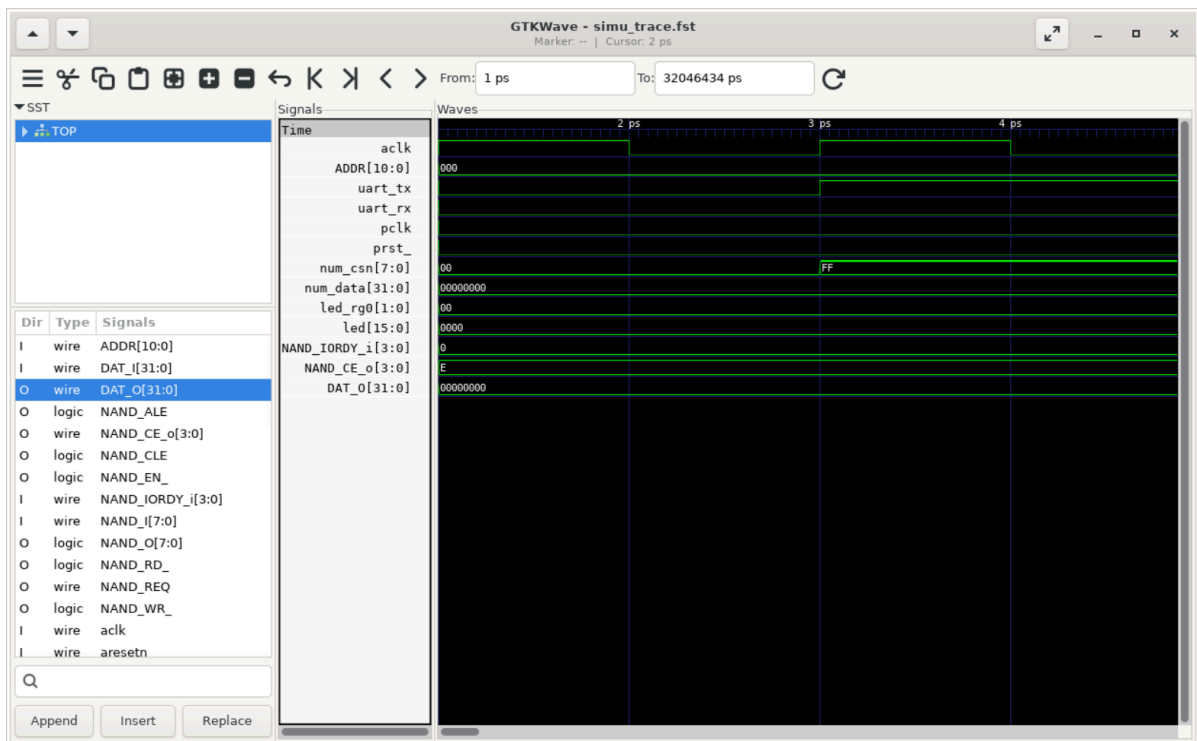 GTKWave - simu_trace.fst
Marker: -- | Cursor: 2 ps
From: 1 ps To: 32046434 ps
SST
TOP
Dir Type Signals
I wire ADDR[10:0]
I wire DAT_I[31:0]
O wire DAT_O[31:0]
O logic NAND_ALE
O wire NAND_CE_o[3:0]
O logic NAND_CLE
O logic NAND_EN_
I wire NAND_IORDY_i[3:0]
I wire NAND_I[7:0]
O logic NAND_O[7:0]
O logic NAND_RD_
O wire NAND_REQ
O logic NAND_WR_
I wire aclk
I wire aresetn
Append Insert Replace
Signals
Time
aclk
ADDR[10:0]
uart_tx
uart_rx
pclk
prst_
num_csn[7:0]
num_data[31:0]
led_rg0[1:0]
led[15:0]
NAND_IORDY_i[3:0]
NAND_CE_o[3:0]
DAT_O[31:0]
Waves
2 ps 3 ps 4 ps
000
00 FF
00000000
00
0000
0
E
00000000